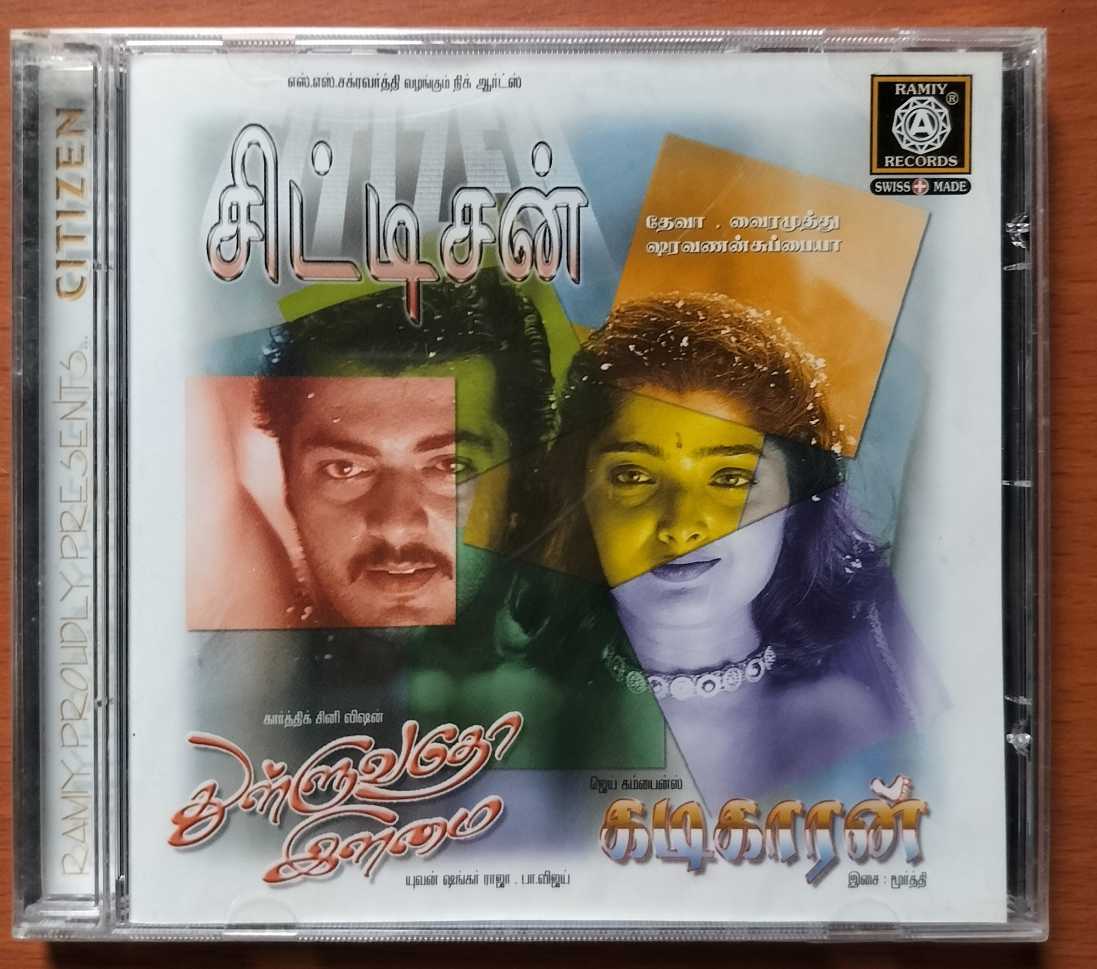 எஸ்.எஸ்.சக்ரவர்த்தி வழங்கும் நிக் ஆர்ட்ஸ்
CITIZEN
சிட்டிசன்
RAMIY
®
A
RECORDS
SWISS MADE
தேவா . வைரமுத்து
ஷரவணன்சுப்பையா
கார்த்திக் சினி விஷன்
துள்ளுவதோ
இளமை
யுவன் ஷங்கர் ராஜா . பா.விஜய்
ஜெய் கம்பைன்ஸ்
கடிகாரன்
இசை : மூர்த்தி
RAMIY PROUDLY PRESENTS... CITIZEN